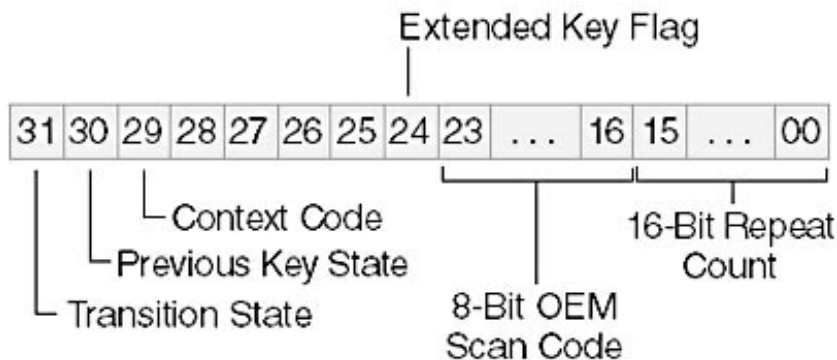 Extended Key Flag
31 30 29 28 27 26 25 24 23 ... 16 15 ... 00
Context Code
Previous Key State
Transition State
8-Bit OEM
Scan Code
16-Bit Repeat
Count